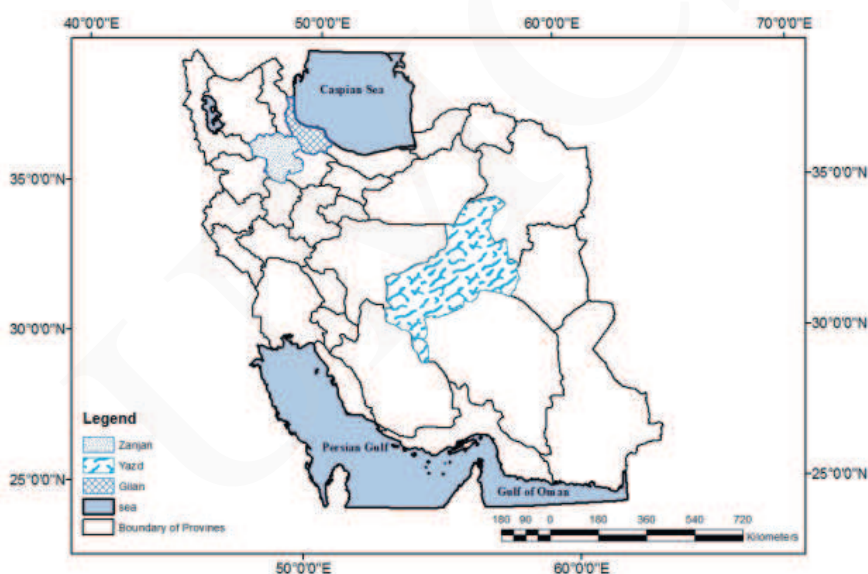 40°0'0"E 50°0'0"E 60°0'0"E 70°0'0"E
Caspian Sea
35°0'0"N 35°0'0"N
30°0'0"N 30°0'0"N
Legend
Zanjan
Yazd
Gilan
sea
Boundary of Provines
Persian Gulf
25°0'0"N 25°0'0"N
Gulf of Oman
180 90 0 180 360 540 720
Kilometers
50°0'0"E 60°0'0"E